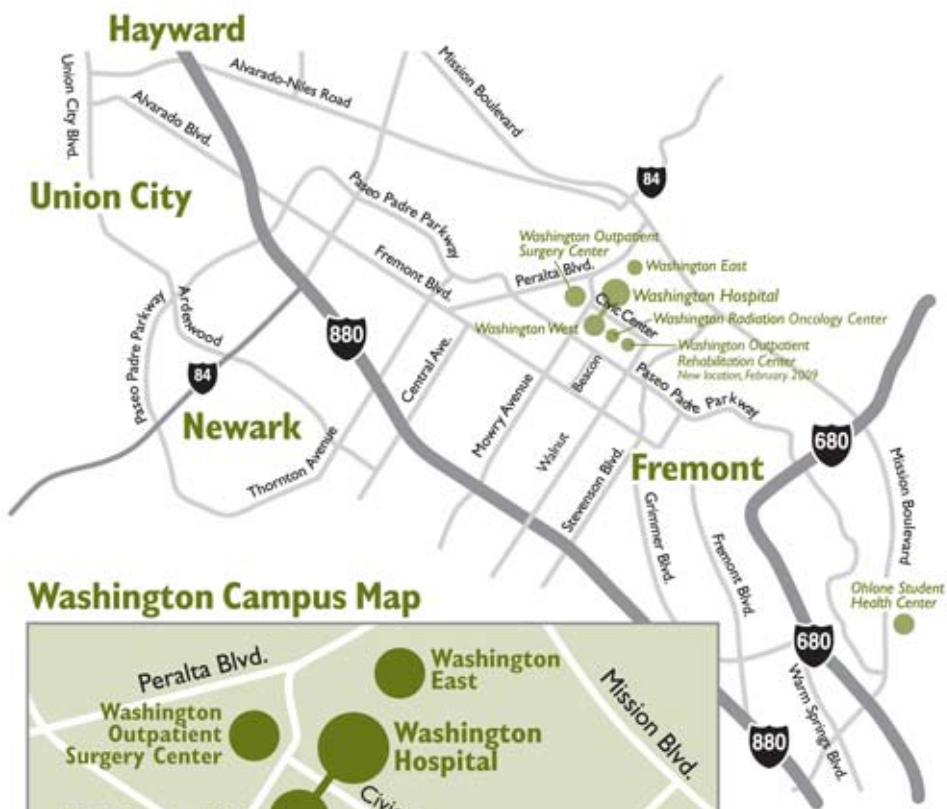 Hayward
Union City Blvd.
Alvarado-Niles Road
Mission Boulevard
Alvarado Blvd.
84
Union City
Paseo Padre Parkway
Washington Outpatient
Surgery Center
Fremont Blvd.
Peralta Blvd.
Washington East
Washington Hospital
Civic Center
Washington West
Washington Radiation Oncology Center
Washington Outpatient
Rehabilitation Center
New location, February 2009
Paseo Padre Parkway
Ardenwood
880
84
Central Ave.
Beacon
Paseo Padre Parkway
Mowry Avenue
Newark
Walnut
680
Thornton Avenue
Stevenson Blvd.
Fremont
Mission Boulevard
Grimmer Blvd.
Fremont Blvd.
Ohlone Student
Health Center
680
Warm Springs Blvd.
880
Washington Campus Map
Peralta Blvd.
Washington
East
Mission Blvd.
Washington
Outpatient
Surgery Center
Washington
Hospital